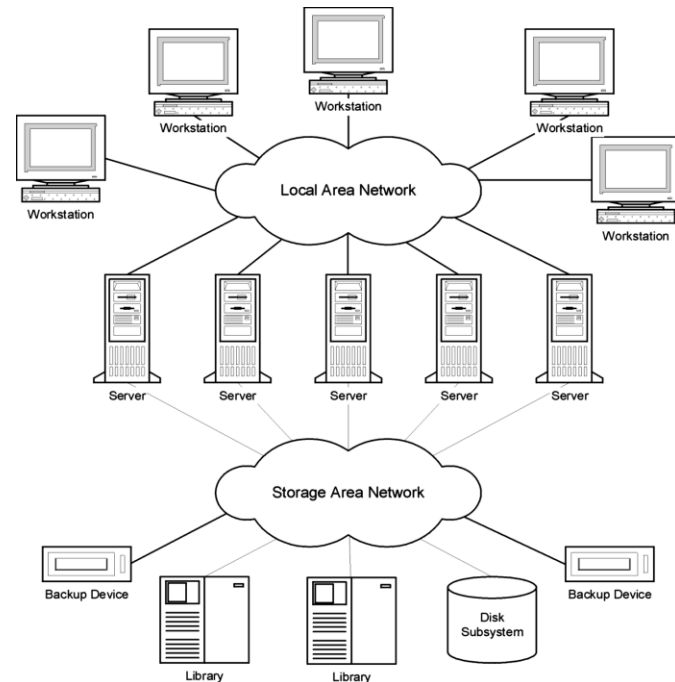 Workstation
Workstation
Workstation
Workstation
Workstation
Local Area Network
Server
Server
Server
Server
Server
Storage Area Network
Backup Device
Backup Device
Disk
Subsystem
Library
Library